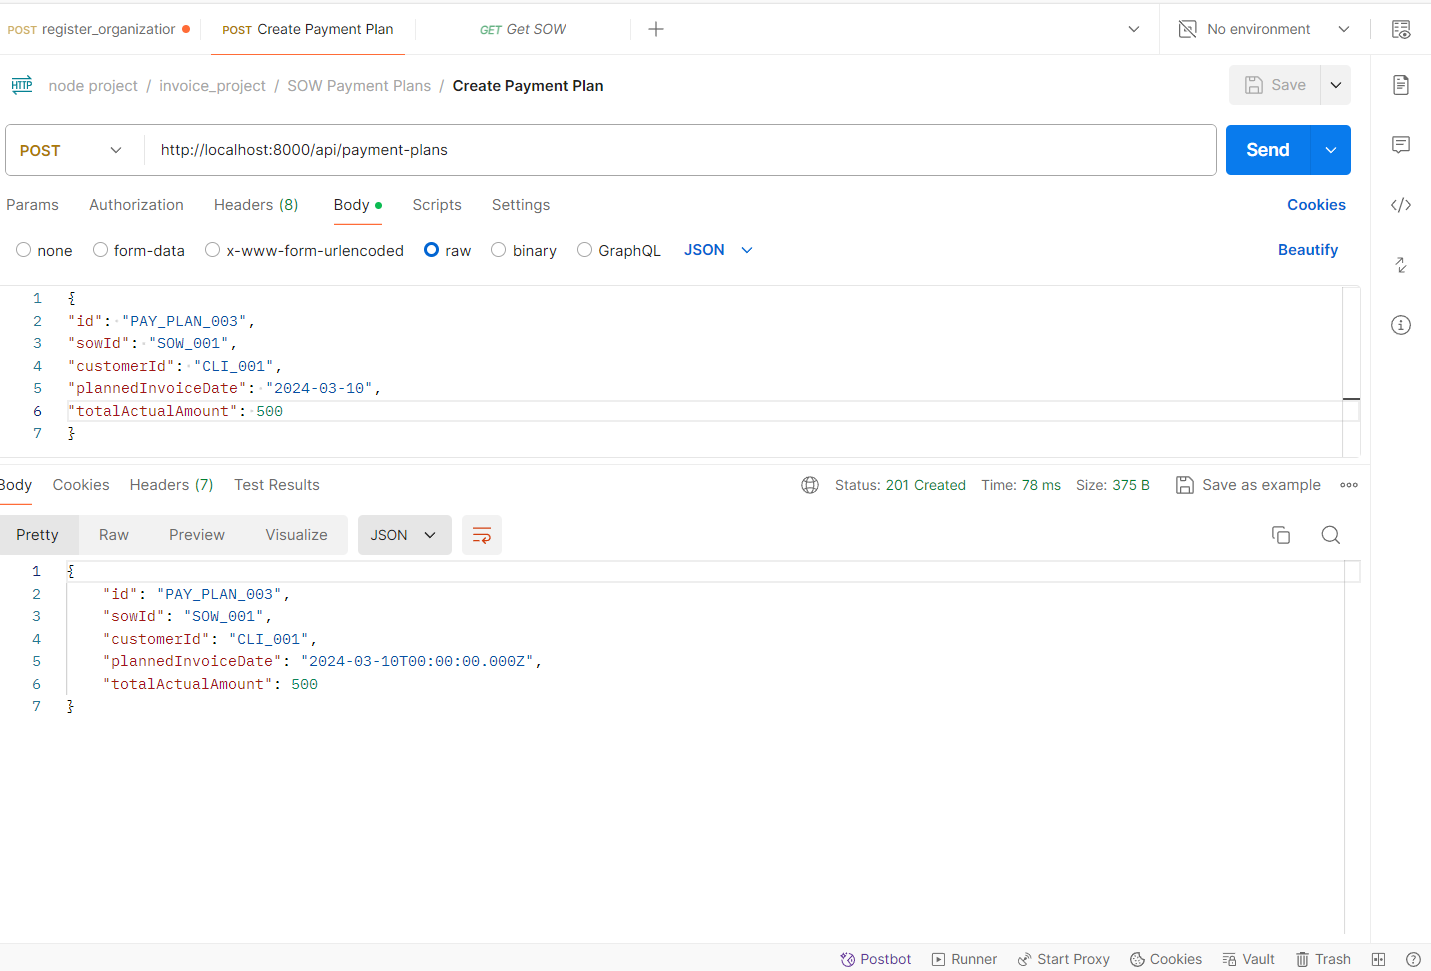 POST register_organizatior POST Create Payment Plan GET Get SOW No environment
HTTP node project / invoice_project / SOW Payment Plans / Create Payment Plan Save
POST http://localhost:8000/api/payment-plans Send
Params Authorization Headers (8) Body Scripts Settings Cookies
none form-data x-www-form-urlencoded raw binary GraphQL JSON Beautify
1 {
2 "id": "PAY_PLAN_003",
3 "sowId": "SOW_001",
4 "customerId": "CLI_001",
5 "plannedInvoiceDate": "2024-03-10",
6 "totalActualAmount": 500
7 }
Body Cookies Headers (7) Test Results Status: 201 Created Time: 78 ms Size: 375 B Save as example
Pretty Raw Preview Visualize JSON
1 {
2 "id": "PAY_PLAN_003",
3 "sowId": "SOW_001",
4 "customerId": "CLI_001",
5 "plannedInvoiceDate": "2024-03-10T00:00:00.000Z",
6 "totalActualAmount": 500
7 }
Postbot Runner Start Proxy Cookies Vault Trash